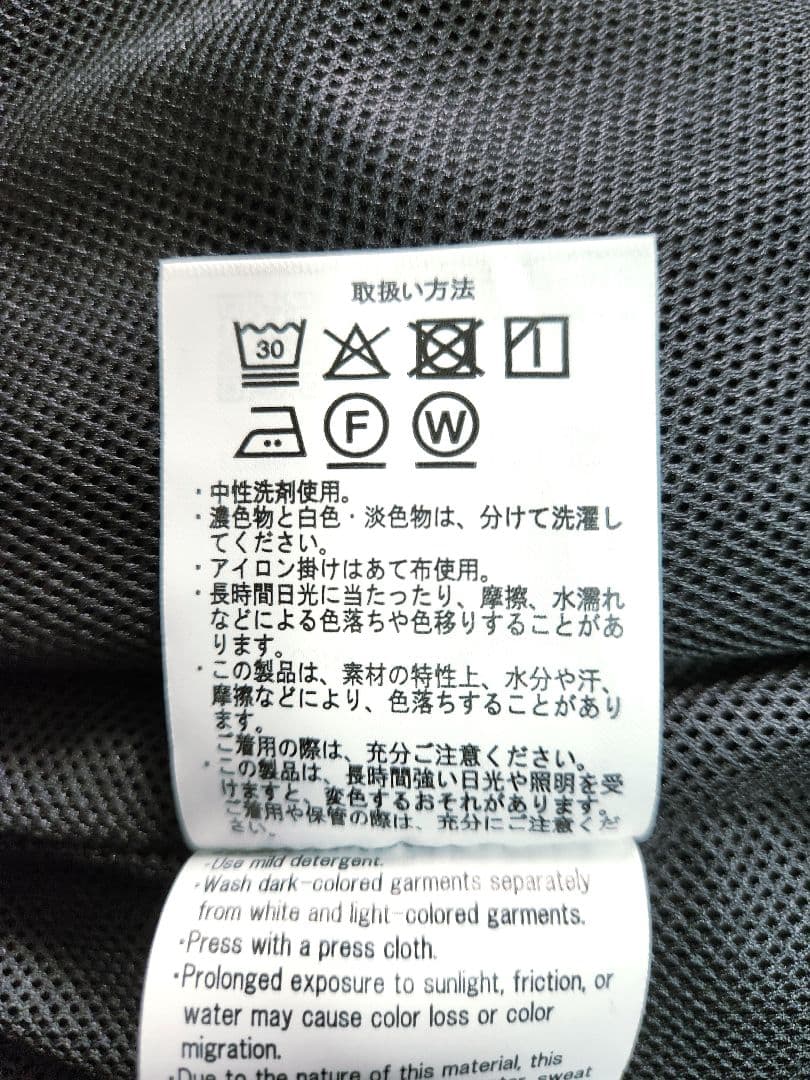 取扱い方法
30
F W
・中性洗剤使用。
・濃色物と白色・淡色物は、分けて洗濯し
てください。
・アイロン掛けはあて布使用。
・長時間日光に当たったり、摩擦、水濡れ
などによる色落ちや色移りすることがあ
ります。
・この製品は、素材の特性上、水分や汗、
摩擦などにより、色落ちすることがあり
ます。
ご着用の際は、充分ご注意ください。
・この製品は、長時間強い日光や照明を受
けますと、変色するおそれがあります。
ご着用や保管の際は、充分にご注意くだ
さい。
・Use mild detergent.
・Wash dark-colored garments separately
from white and light-colored garments.
・Press with a press cloth.
・Prolonged exposure to sunlight, friction, or
water may cause color loss or color
migration.
・Due to the nature of this material, this
sweat